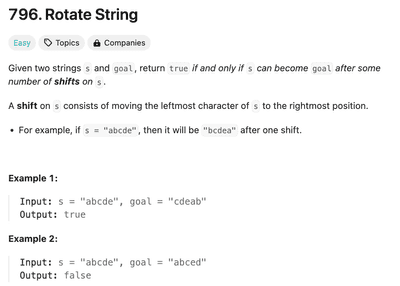 796. Rotate String
Easy Topics Companies
Given two strings s and goal, return true if and only if s can become goal after some
number of shifts on s.
A shift on s consists of moving the leftmost character of s to the rightmost position.
• For example, if s = "abcde", then it will be "bcdea" after one shift.
Example 1:
Input: s = "abcde", goal = "cdeab"
Output: true
Example 2:
Input: s = "abcde", goal = "abced"
Output: false